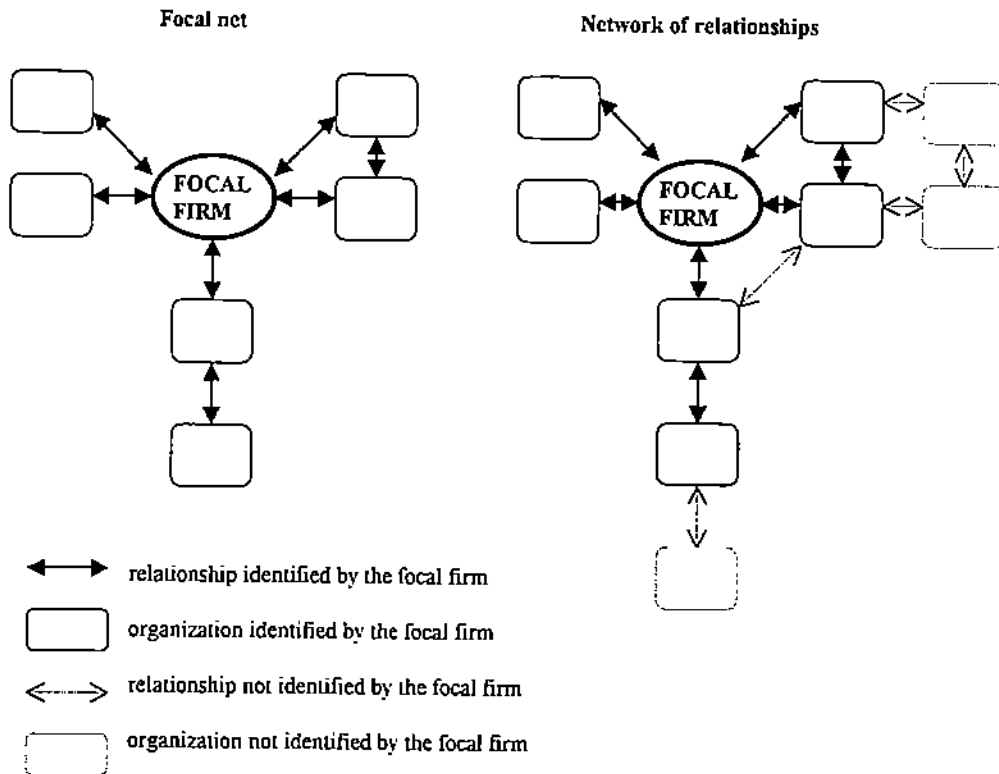 Focal net
Network of relationships
FOCAL
FIRM
FOCAL
FIRM
relationship identified by the focal firm
organization identified by the focal firm
relationship not identified by the focal firm
organization not identified by the focal firm